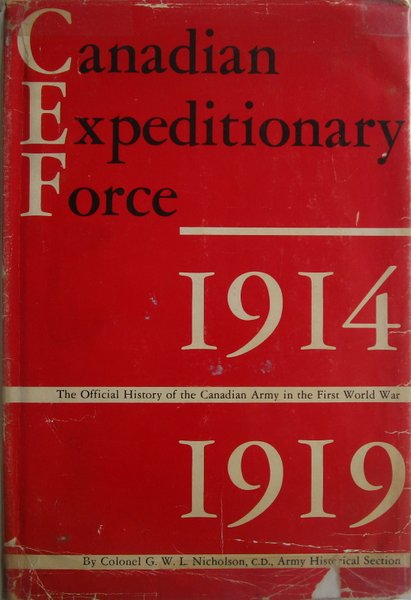 Canadian
Expeditionary
Force
1914
The Official History of the Canadian Army in the First World War
1919
By Colonel G. W. L. Nicholson, C.D., Army Historical Section